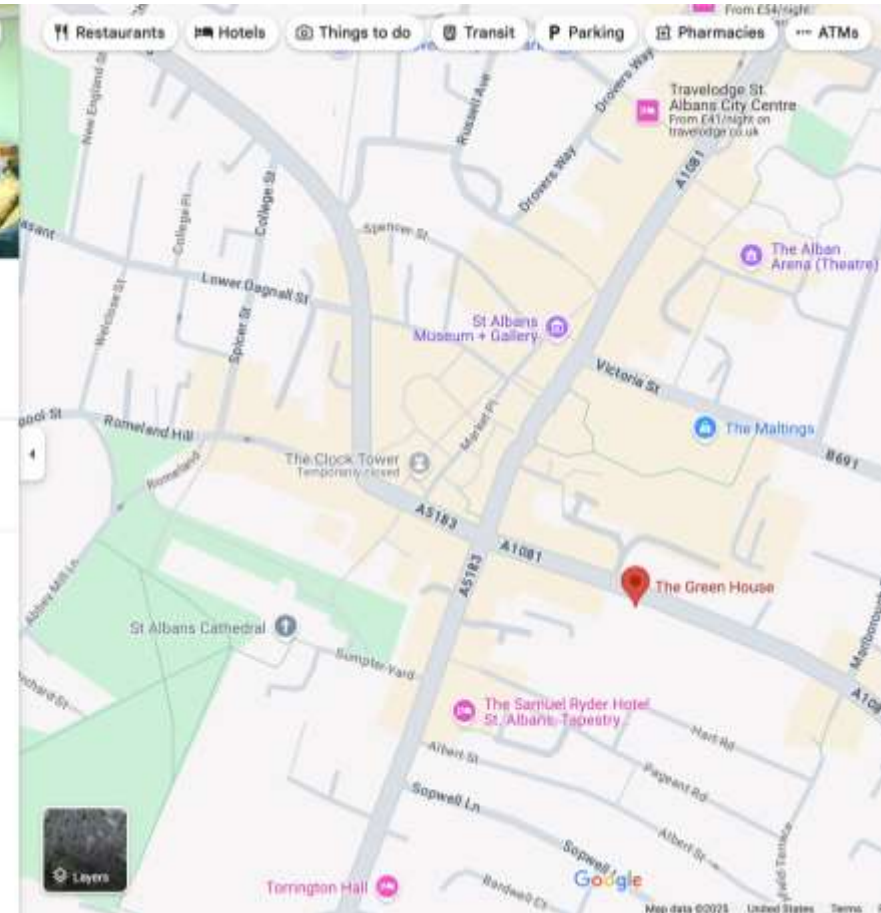 Restaurants
Hotels
Things to do
Transit
Parking
Pharmacies
ATMs
From £54/night
New England St
Russell Ave
Drovers Way
Travelodge St.
Albans City Centre
From £41/night on
travelodge.co.uk
Drovers Way
A1081
College Pl
College St
Spencer St
The Alban
Arena (Theatre)
asant
Lower Dagnall St
Welclose St
Spicer St
St Albans
Museum + Gallery
Victoria St
Market Pl
The Maltings
B691
pool St
Romeland Hill
Romeland
The Clock Tower
Temporarily closed
A5183
A1081
A5183
The Green House
Abbey Mill Ln
St Albans Cathedral
Sumpter Yard
The Samuel Ryder Hotel
St. Albans, Tapestry
Hart Rd
Albert St
Pageant Rd
Sopwell Ln
Albert St
Sopwell
Layers
Torrington Hall
Bardwell Ct
Google
Map data ©2025
United States
Terms